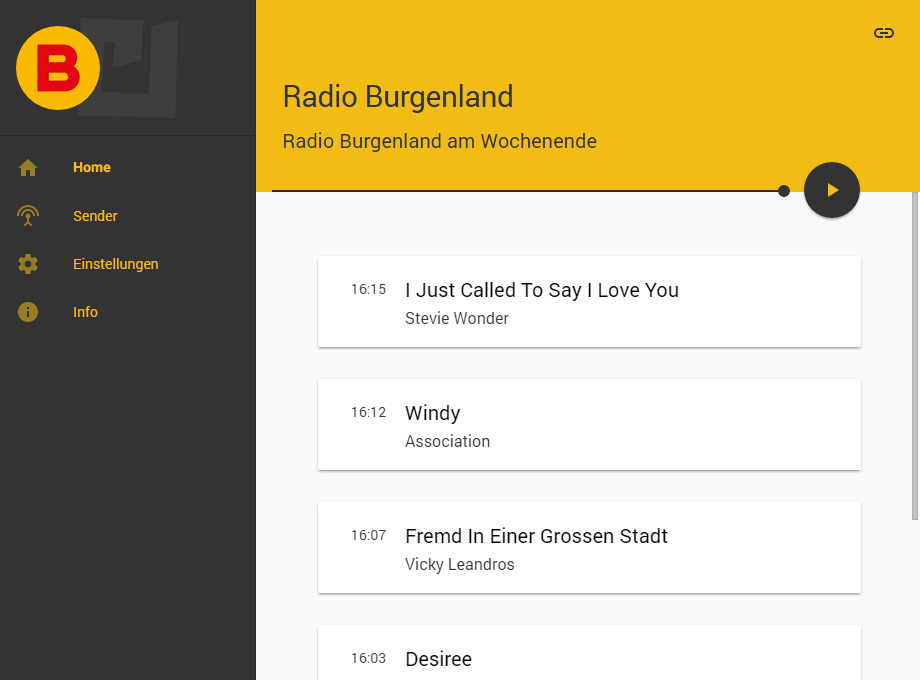 B
Home
Sender
Einstellungen
Info
Radio Burgenland
Radio Burgenland am Wochenende
16:15 I Just Called To Say I Love You
Stevie Wonder
16:12 Windy
Association
16:07 Fremd In Einer Grossen Stadt
Vicky Leandros
16:03 Desiree